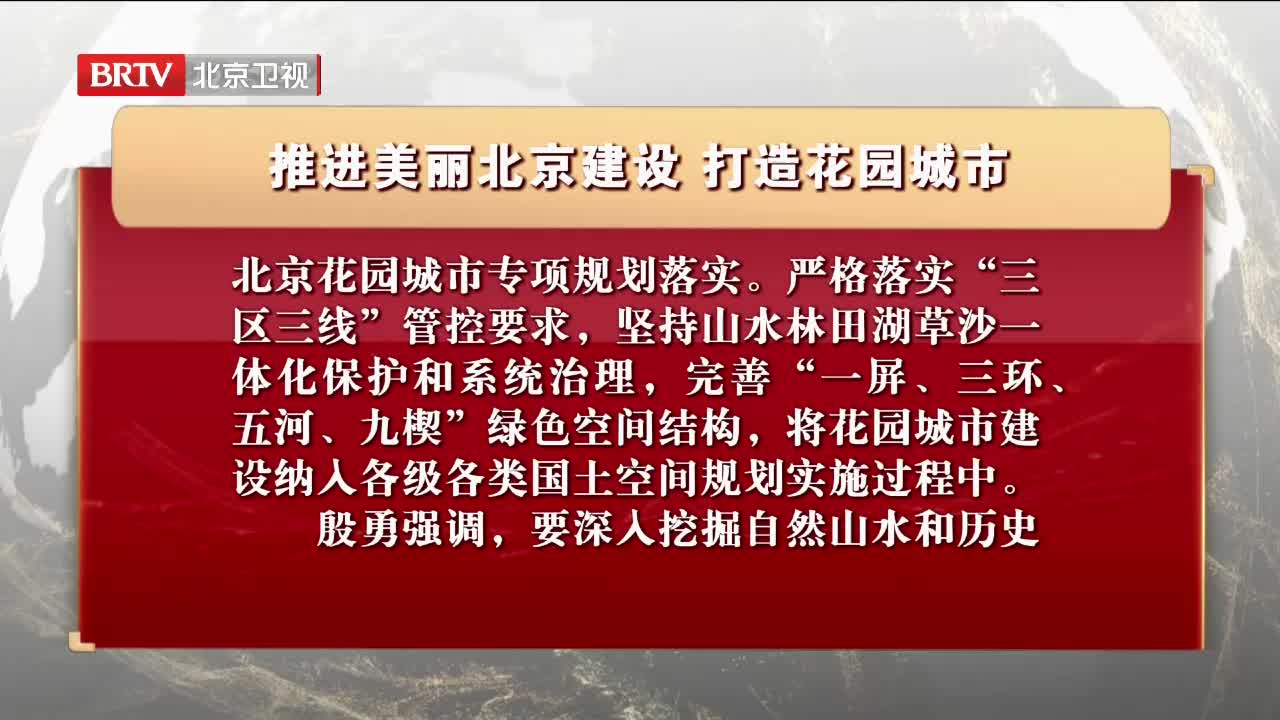 BRTV 北京卫视
推进美丽北京建设 打造花园城市
北京花园城市专项规划落实。严格落实“三
区三线”管控要求，坚持山水林田湖草沙一
体化保护和系统治理，完善“一屏、三环、
五河、九楔”绿色空间结构，将花园城市建
设纳入各级各类国土空间规划实施过程中。
殷勇强调，要深入挖掘自然山水和历史